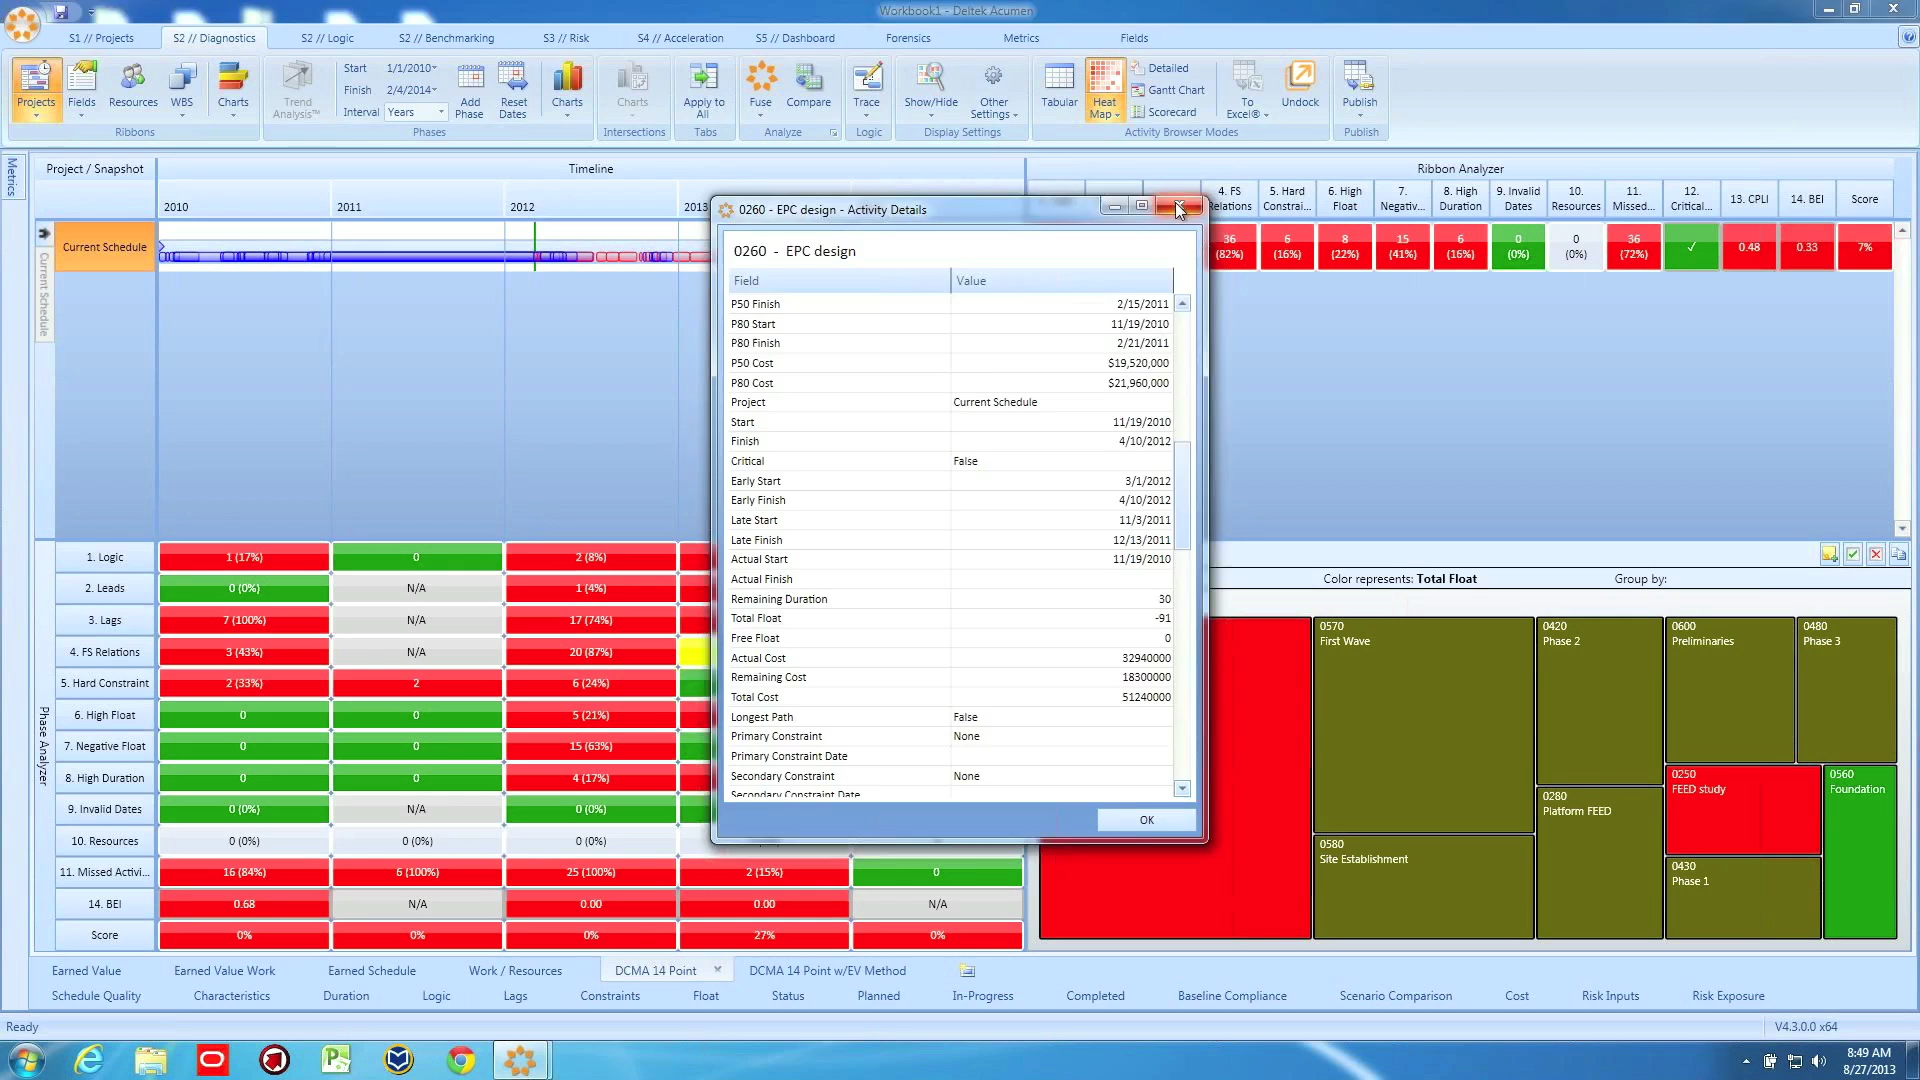 Workbook1 - Deltek Acumen
S1 // Projects
S2 // Diagnostics
S2 // Logic
S2 // Benchmarking
S3 // Risk
S4 // Acceleration
S5 // Dashboard
Forensics
Metrics
Fields
Projects
Fields
Resources
WBS
Charts
Ribbons
Trend
Analysis™
Start 1/1/2010
Finish 2/4/2014
Interval Years
Add
Phase
Reset
Dates
Charts
Phases
Charts
Intersections
Apply to
All
Tabs
Fuse
Compare
Analyze
Trace
Logic
Show/Hide
Other
Settings
Display Settings
Tabular
Heat
Map
Detailed
Gantt Chart
Scorecard
To
Excel®
Undock
Activity Browser Modes
Publish
Publish
Metrics
Project / Snapshot
Timeline
Ribbon Analyzer
2010 2011 2012 2013
4. FS
Relations
5. Hard
Constrai...
6. High
Float
7.
Negativ...
8. High
Duration
9. Invalid
Dates
10.
Resources
11.
Missed...
12.
Critical...
13. CPLI
14. BEI
Score
Current Schedule
Current Schedule
36
(82%)
6
(16%)
8
(22%)
15
(41%)
6
(16%)
0
(0%)
0
(0%)
36
(72%)
✓
0.48
0.33
7%
0260 - EPC design - Activity Details
0260 - EPC design
Field Value
P50 Finish 2/15/2011
P80 Start 11/19/2010
P80 Finish 2/21/2011
P50 Cost $19,520,000
P80 Cost $21,960,000
Project Current Schedule
Start 11/19/2010
Finish 4/10/2012
Critical False
Early Start 3/1/2012
Early Finish 4/10/2012
Late Start 11/3/2011
Late Finish 12/13/2011
Actual Start 11/19/2010
Actual Finish
Remaining Duration 30
Total Float -91
Free Float 0
Actual Cost 32940000
Remaining Cost 18300000
Total Cost 51240000
Longest Path False
Primary Constraint None
Primary Constraint Date
Secondary Constraint None
Secondary Constraint Date
OK
Phase Analyzer
1. Logic 1 (17%) 0 2 (8%)
2. Leads 0 (0%) N/A 1 (4%)
3. Lags 7 (100%) N/A 17 (74%)
4. FS Relations 3 (43%) N/A 20 (87%)
5. Hard Constraint 2 (33%) 2 6 (24%)
6. High Float 0 0 5 (21%)
7. Negative Float 0 0 15 (63%)
8. High Duration 0 0 4 (17%)
9. Invalid Dates 0 (0%) N/A 0 (0%)
10. Resources 0 (0%) 0 (0%) 0 (0%)
11. Missed Activi... 16 (84%) 6 (100%) 25 (100%) 2 (15%) 0
14. BEI 0.68 N/A 0.00 0.00 N/A
Score 0% 0% 0% 27% 0%
Color represents: Total Float
Group by:
0570
First Wave
0420
Phase 2
0600
Preliminaries
0480
Phase 3
0250
FEED study
0560
Foundation
0280
Platform FEED
0580
Site Establishment
0430
Phase 1
Earned Value
Earned Value Work
Earned Schedule
Work / Resources
DCMA 14 Point
DCMA 14 Point w/EV Method
Schedule Quality
Characteristics
Duration
Logic
Lags
Constraints
Float
Status
Planned
In-Progress
Completed
Baseline Compliance
Scenario Comparison
Cost
Risk Inputs
Risk Exposure
Ready
V4.3.0.0 x64
8:49 AM
8/27/2013